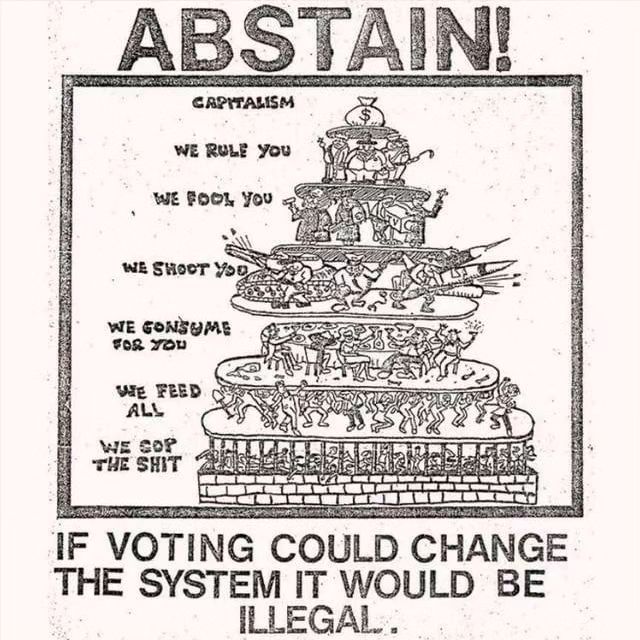 ABSTAIN!
CAPITALISM
$
WE RULE YOU
WE FOOL YOU
WE SHOOT YOU
WE CONSUME
FOR YOU
WE FEED
ALL
WE COP
THE SHIT
IF VOTING COULD CHANGE
THE SYSTEM IT WOULD BE
ILLEGAL.